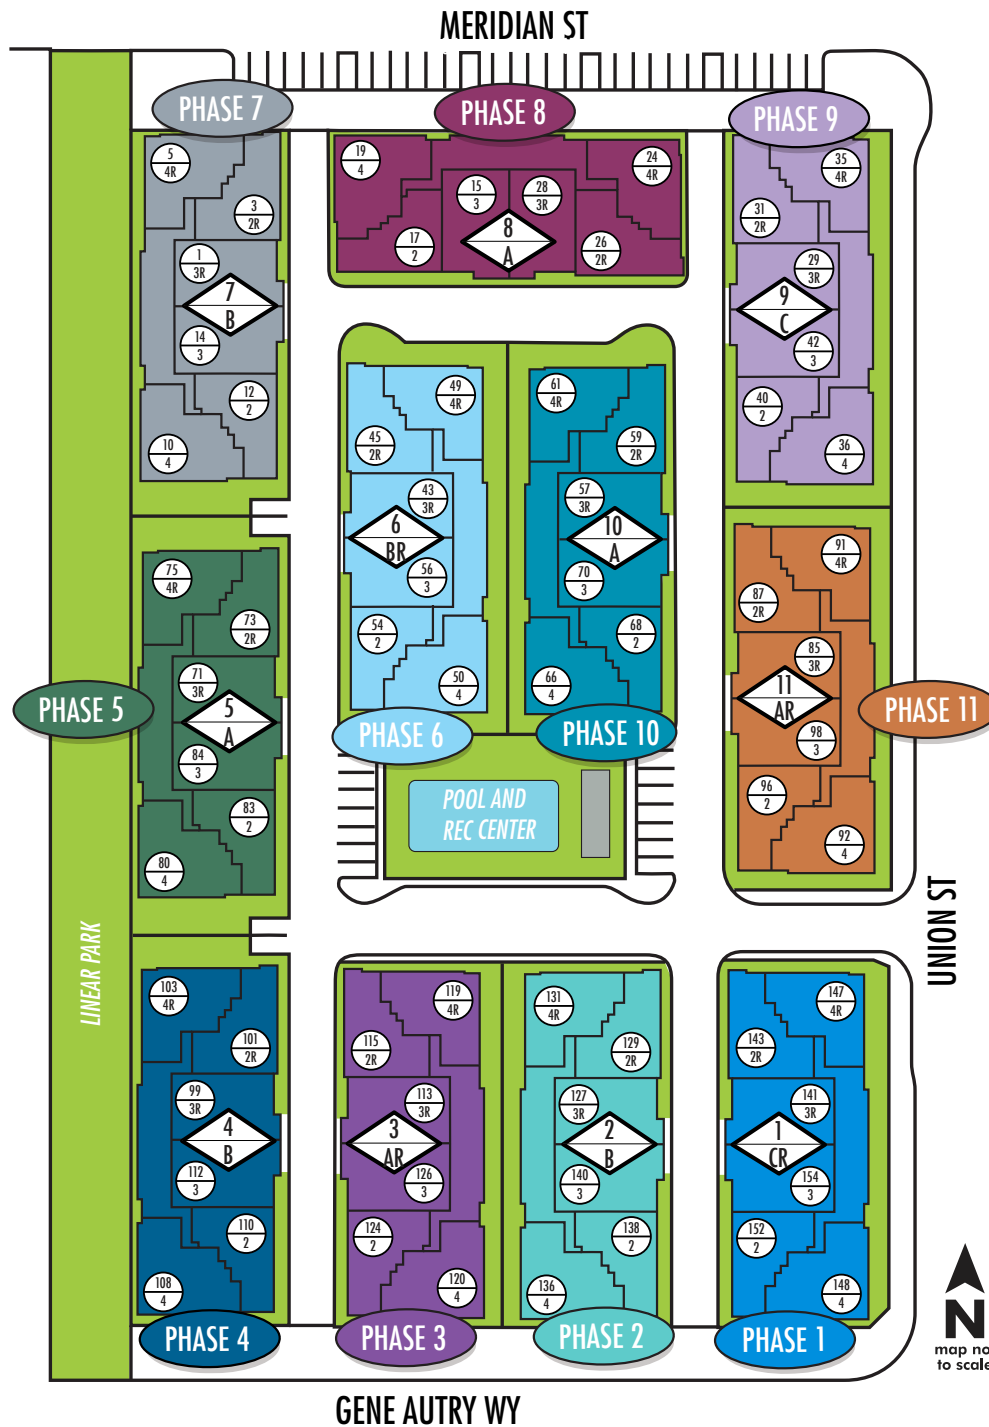 MERIDIAN ST
PHASE 7
PHASE 8
PHASE 9
5
4R
3
2R
1
3R
7
B
14
3
12
2
10
4
19
4
15
3
28
3R
24
4R
17
2
8
A
26
2R
35
4R
31
2R
29
3R
9
C
42
3
40
2
36
4
49
4R
45
2R
43
3R
6
BR
56
3
54
2
50
4
PHASE 6
61
4R
59
2R
57
3R
10
A
70
3
68
2
66
4
PHASE 10
75
4R
73
2R
71
3R
5
A
84
3
83
2
80
4
PHASE 5
91
4R
87
2R
85
3R
11
AR
98
3
96
2
92
4
PHASE 11
POOL AND
REC CENTER
LINEAR PARK
UNION ST
103
4R
101
2R
99
3R
4
B
112
3
110
2
108
4
PHASE 4
119
4R
115
2R
113
3R
3
AR
126
3
124
2
120
4
PHASE 3
131
4R
129
2R
127
3R
2
B
140
3
138
2
136
4
PHASE 2
147
4R
143
2R
141
3R
1
CR
154
3
152
2
148
4
PHASE 1
N
map no
to scale
GENE AUTRY WY